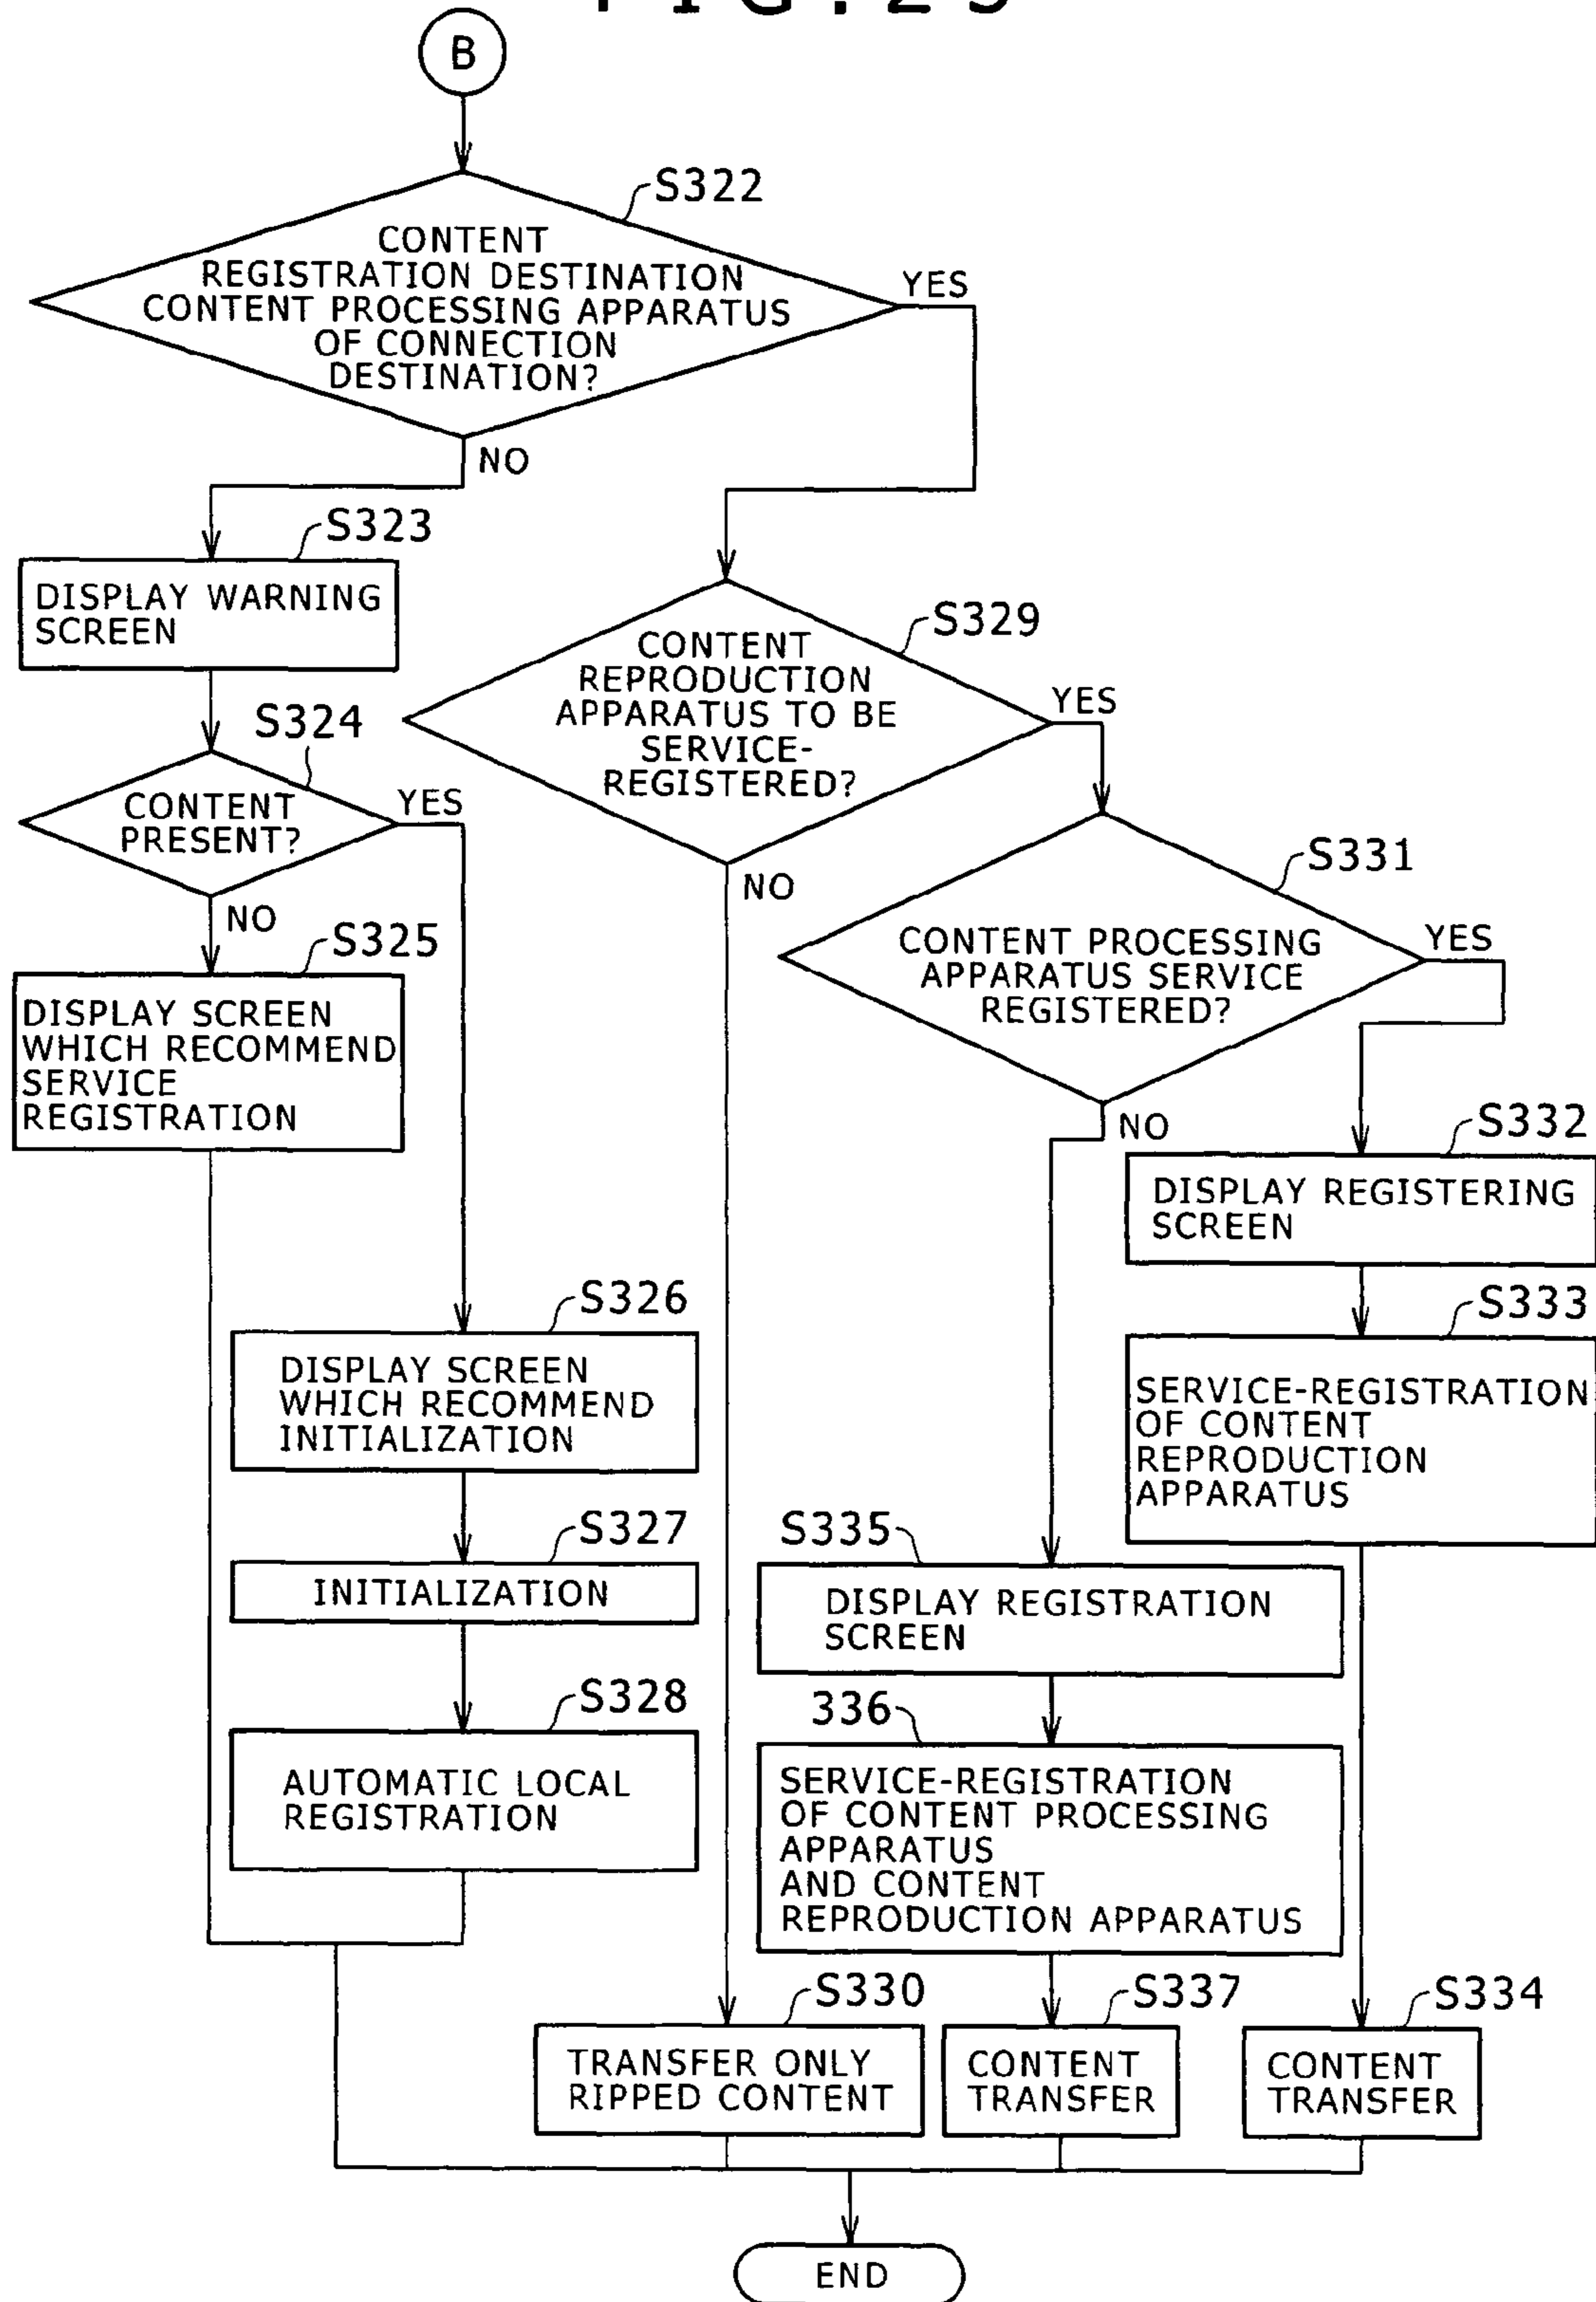 B
S322
CONTENT
REGISTRATION DESTINATION
CONTENT PROCESSING APPARATUS
OF CONNECTION
DESTINATION?
YES
NO
S323
DISPLAY WARNING
SCREEN
S324
CONTENT
PRESENT?
YES
NO
S325
DISPLAY SCREEN
WHICH RECOMMEND
SERVICE
REGISTRATION
S326
DISPLAY SCREEN
WHICH RECOMMEND
INITIALIZATION
S327
INITIALIZATION
S328
AUTOMATIC LOCAL
REGISTRATION
S329
CONTENT
REPRODUCTION
APPARATUS TO BE
SERVICE-
REGISTERED?
YES
NO
S330
TRANSFER ONLY
RIPPED CONTENT
S331
CONTENT PROCESSING
APPARATUS SERVICE
REGISTERED?
YES
NO
S332
DISPLAY REGISTERING
SCREEN
S333
SERVICE-REGISTRATION
OF CONTENT
REPRODUCTION
APPARATUS
S334
CONTENT
TRANSFER
S335
DISPLAY REGISTRATION
SCREEN
336
SERVICE-REGISTRATION
OF CONTENT PROCESSING
APPARATUS
AND CONTENT
REPRODUCTION APPARATUS
S337
CONTENT
TRANSFER
END